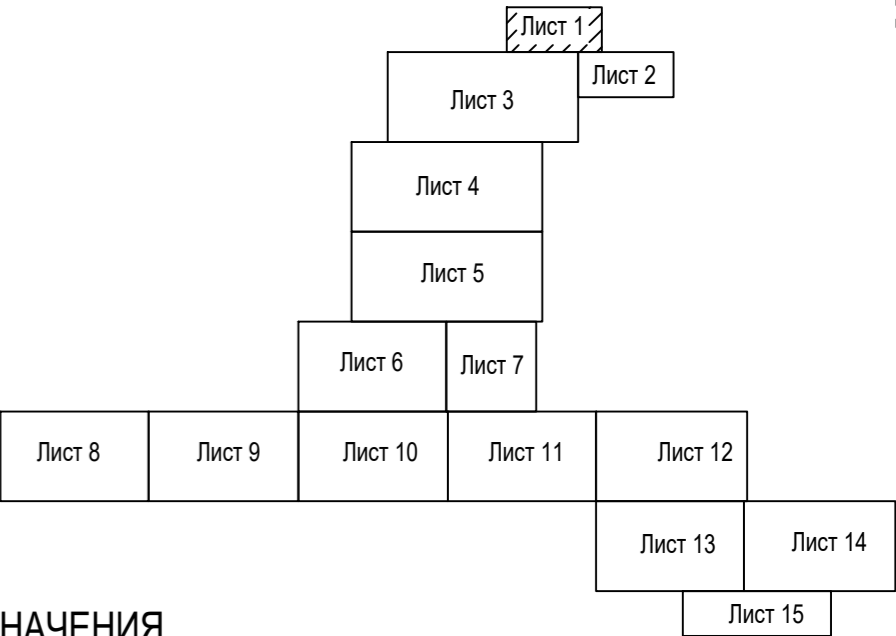 Лист 1
Лист 2
Лист 3
Лист 4
Лист 5
Лист 6
Лист 7
Лист 8
Лист 9
Лист 10
Лист 11
Лист 12
Лист 13
Лист 14
Лист 15
НАЧЕНИЯ